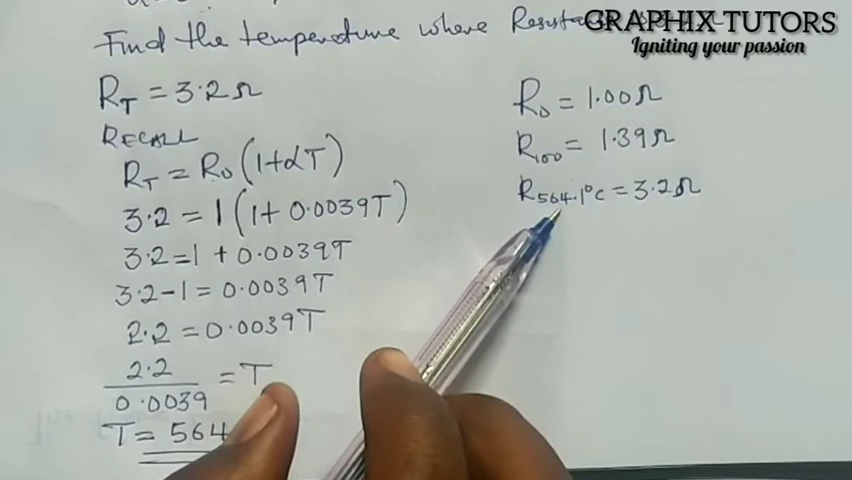 Find the temperature where
GRAPHIX TUTORS
Igniting your passion
R_T = 3.2Ω
RECALL
R_T = R_0 (1+αT)
3.2 = 1 (1+ 0.0039T)
3.2 = 1 + 0.0039T
3.2-1 = 0.0039T
2.2 = 0.0039T
2.2 / 0.0039 = T
T = 564
R_0 = 1.00Ω
R_100 = 1.39Ω
R_564.1°C = 3.2Ω